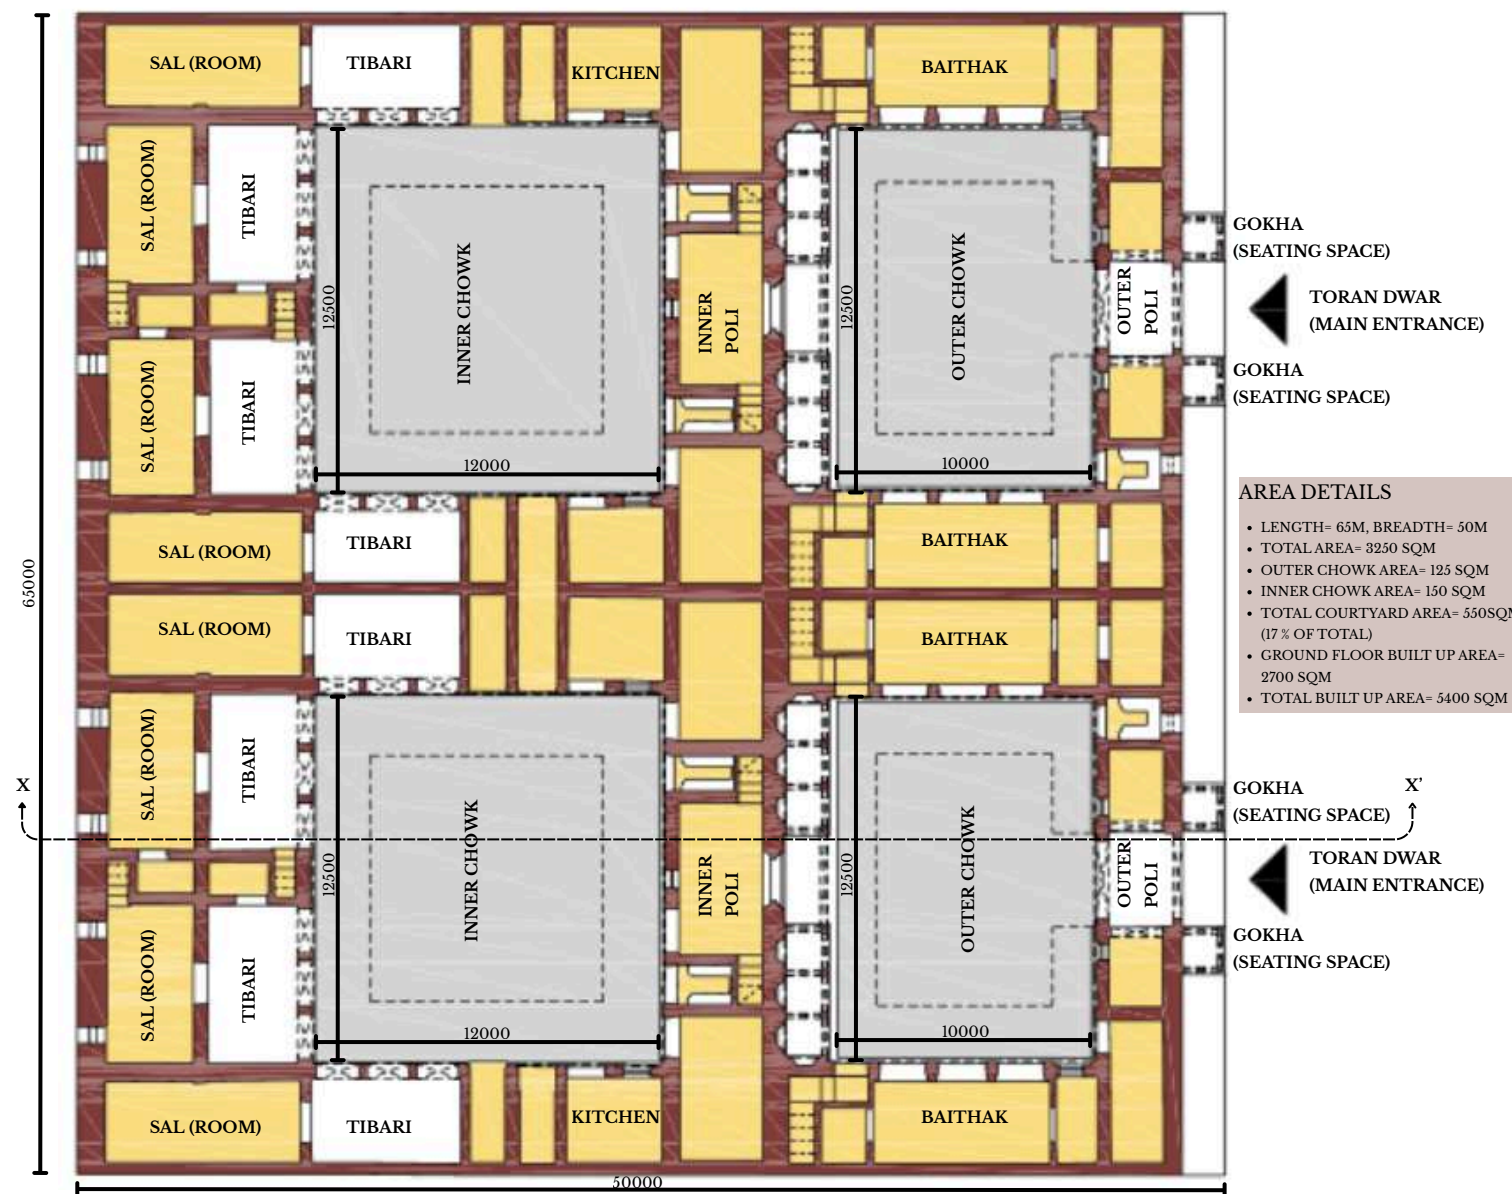 SAL (ROOM)
TIBARI
KITCHEN
BAITHAK
SAL (ROOM)
TIBARI
INNER CHOWK
12500
12000
INNER
POLI
OUTER CHOWK
12500
10000
OUTER
POLI
GOKHA
(SEATING SPACE)
TORAN DWAR
(MAIN ENTRANCE)
GOKHA
(SEATING SPACE)
SAL (ROOM)
TIBARI
SAL (ROOM)
TIBARI
BAITHAK
65000
AREA DETAILS
• LENGTH= 65M, BREADTH= 50M
• TOTAL AREA= 3250 SQM
• OUTER CHOWK AREA= 125 SQM
• INNER CHOWK AREA= 150 SQM
• TOTAL COURTYARD AREA= 550SQM
(17 % OF TOTAL)
• GROUND FLOOR BUILT UP AREA=
2700 SQM
• TOTAL BUILT UP AREA= 5400 SQM
SAL (ROOM)
TIBARI
BAITHAK
SAL (ROOM)
TIBARI
INNER CHOWK
12500
12000
INNER
POLI
OUTER CHOWK
12500
10000
OUTER
POLI
X
X'
GOKHA
(SEATING SPACE)
TORAN DWAR
(MAIN ENTRANCE)
GOKHA
(SEATING SPACE)
SAL (ROOM)
TIBARI
SAL (ROOM)
TIBARI
KITCHEN
BAITHAK
50000